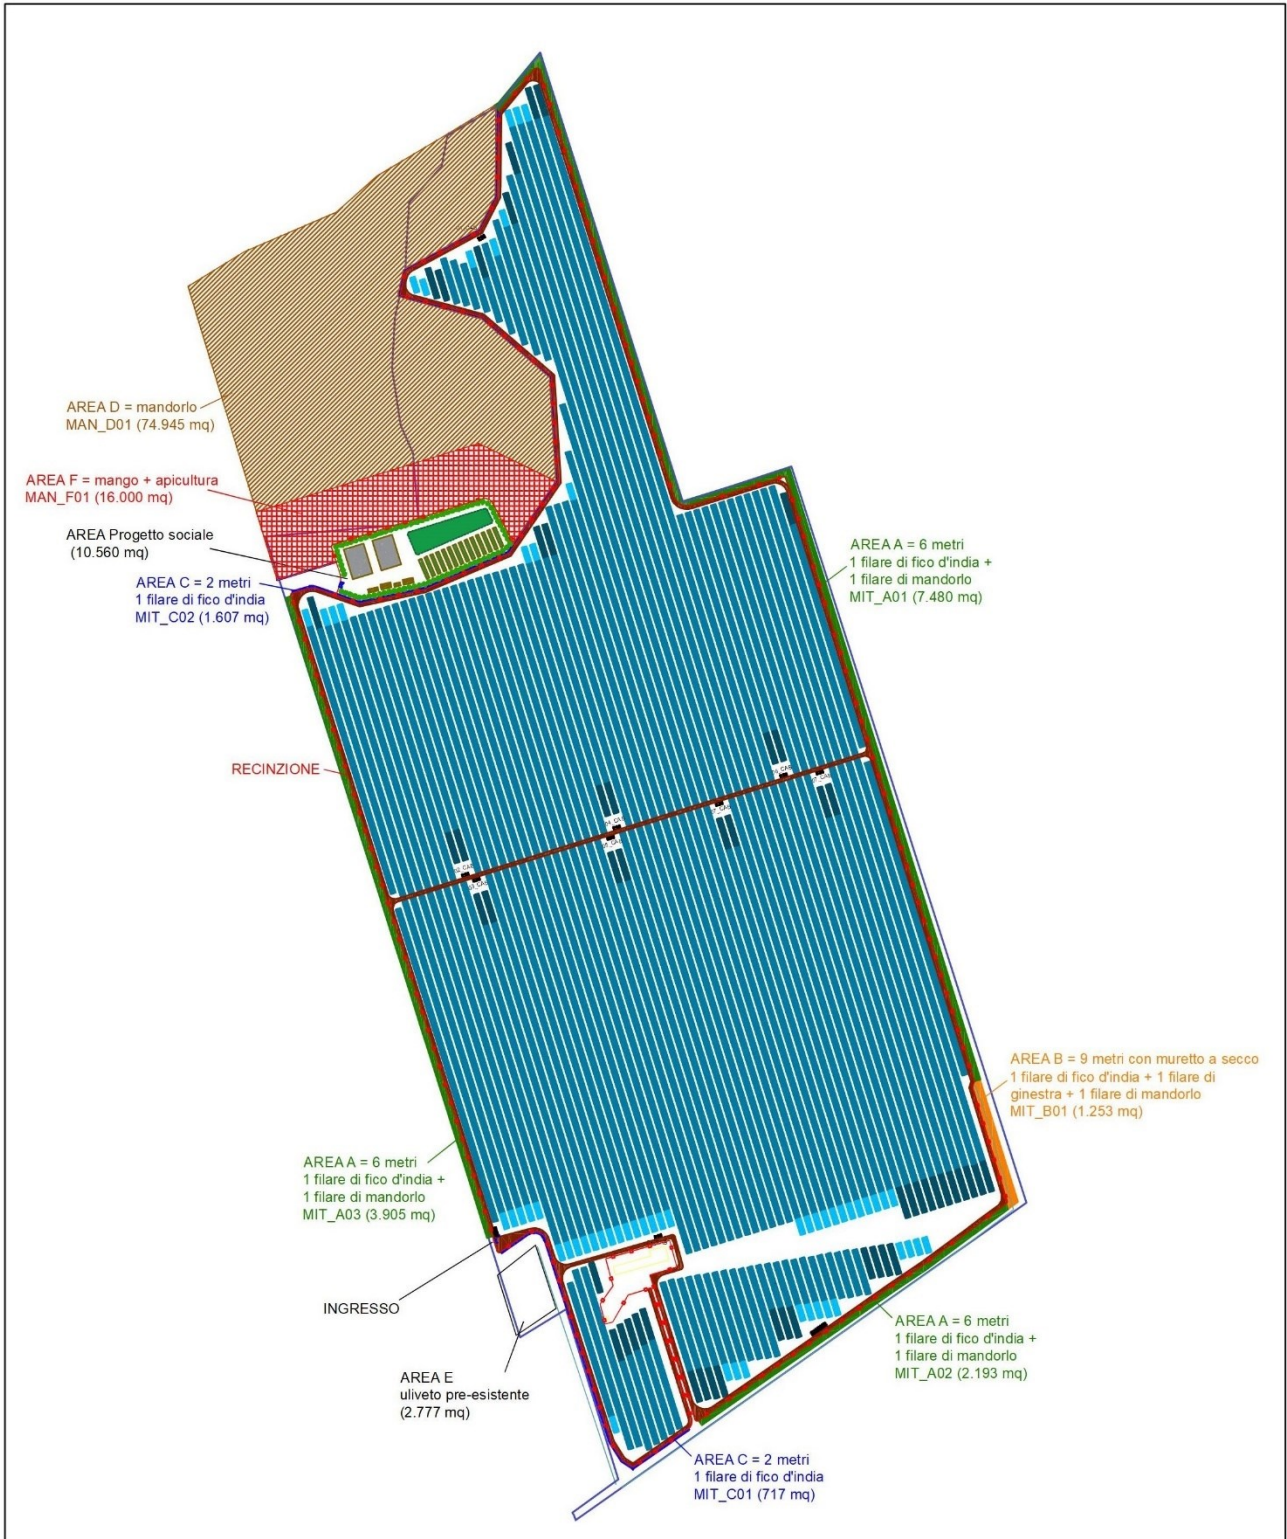 AREA D = mandorlo
MAN_D01 (74.945 mq)
AREA F = mango + apicultura
MAN_F01 (16.000 mq)
AREA Progetto sociale
(10.560 mq)
AREA C = 2 metri
1 filare di fico d'india
MIT_C02 (1.607 mq)
AREA A = 6 metri
1 filare di fico d'india +
1 filare di mandorlo
MIT_A01 (7.480 mq)
RECINZIONE
AREA B = 9 metri con muretto a secco
1 filare di fico d'india + 1 filare di
ginestra + 1 filare di mandorlo
MIT_B01 (1.253 mq)
AREA A = 6 metri
1 filare di fico d'india +
1 filare di mandorlo
MIT_A03 (3.905 mq)
INGRESSO
AREA A = 6 metri
1 filare di fico d'india +
1 filare di mandorlo
MIT_A02 (2.193 mq)
AREA E
uliveto pre-esistente
(2.777 mq)
AREA C = 2 metri
1 filare di fico d'india
MIT_C01 (717 mq)